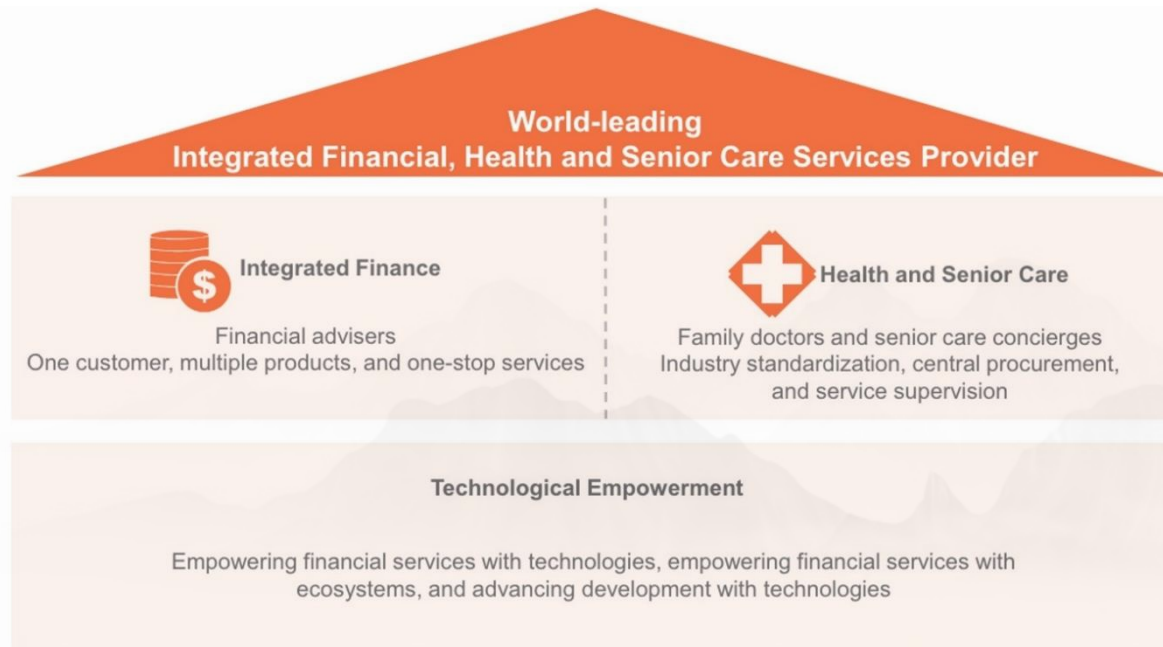 World-leading
Integrated Financial, Health and Senior Care Services Provider
$
Integrated Finance
Financial advisers
One customer, multiple products, and one-stop services
Health and Senior Care
Family doctors and senior care concierges
Industry standardization, central procurement,
and service supervision
Technological Empowerment
Empowering financial services with technologies, empowering financial services with
ecosystems, and advancing development with technologies